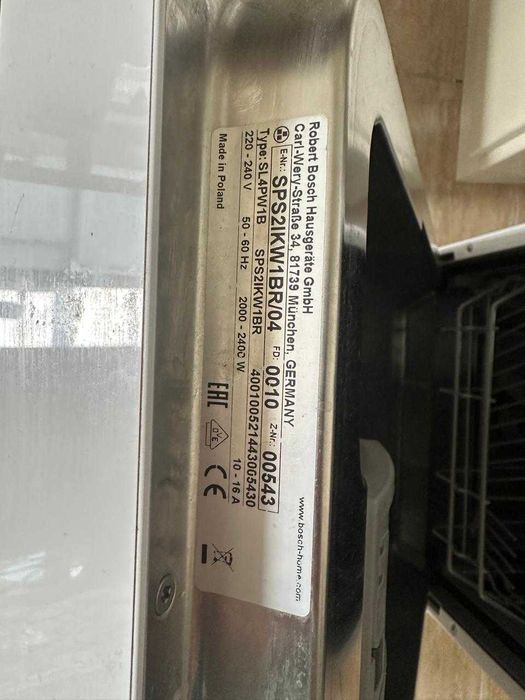 Robert Bosch Hausgeräte GmbH
Carl-Wery-Straße 34, 81739 München, GERMANY
E-Nr.: SPS2IKW1BR/04 FD: 0010 Z-Nr.: 00543
Type: SL4PW1B SPS2IKW1BR 400100521443005430
220 - 240 V 50 - 60 Hz 2000 - 2400 W 10 - 16 A
Made in Poland
EAC
DVE
CE
www.bosch-home.com